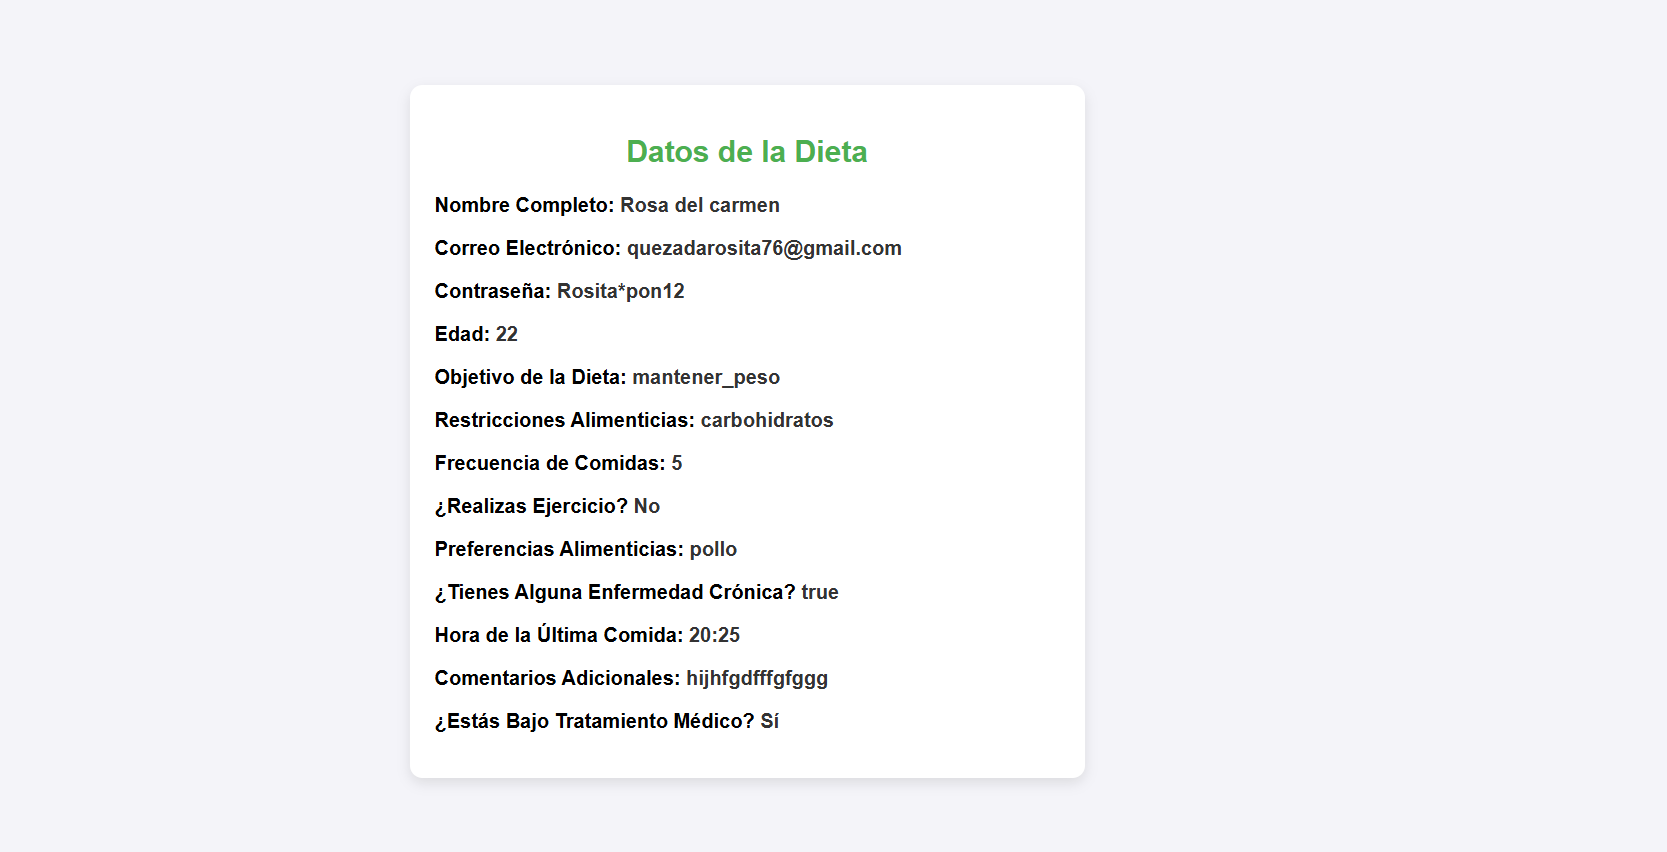 Datos de la Dieta
Nombre Completo: Rosa del carmen
Correo Electrónico: quezadarosita76@gmail.com
Contraseña: Rosita*pon12
Edad: 22
Objetivo de la Dieta: mantener_peso
Restricciones Alimenticias: carbohidratos
Frecuencia de Comidas: 5
¿Realizas Ejercicio? No
Preferencias Alimenticias: pollo
¿Tienes Alguna Enfermedad Crónica? true
Hora de la Última Comida: 20:25
Comentarios Adicionales: hijhfgdfffgfggg
¿Estás Bajo Tratamiento Médico? Sí